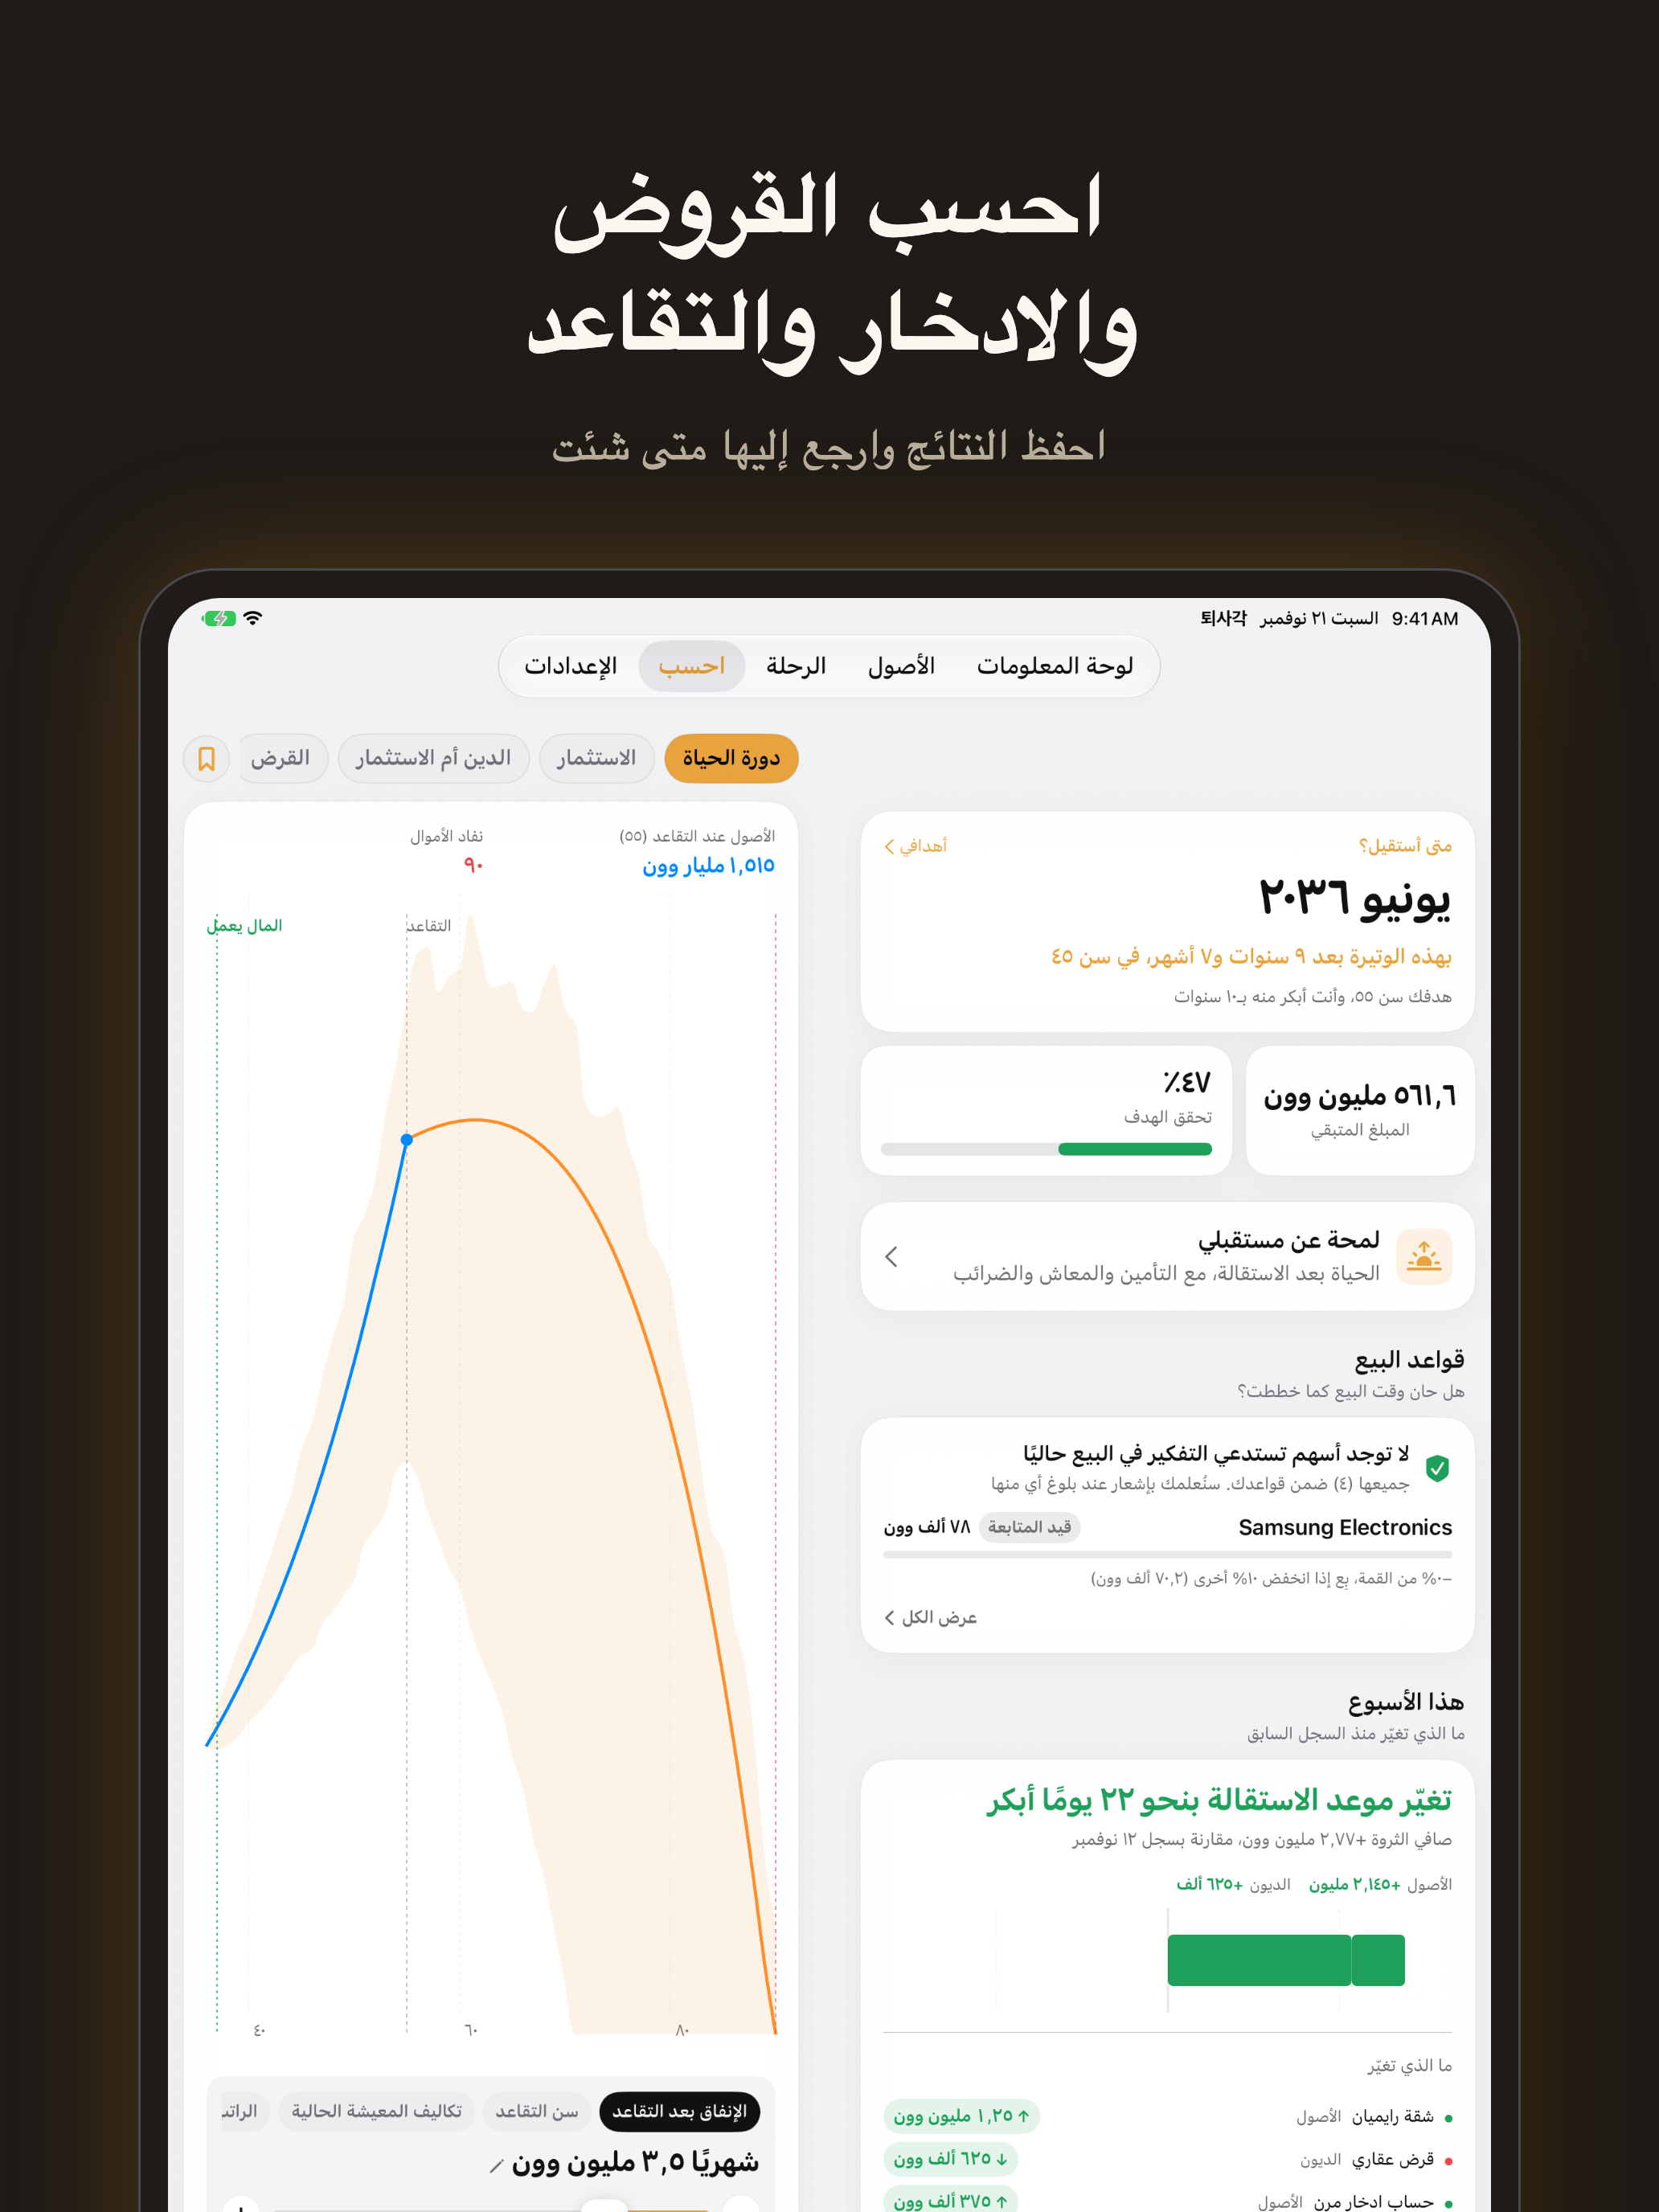 احسب القروض
والادخار والتقاعد
احفظ النتائج وارجع إليها متى شئت
9:41 AM السبت ٢١ نوفمبر 퇴사각
لوحة المعلومات الأصول الرحلة احسب الإعدادات
متى أستقيل؟ أهدافي
يونيو ٢٠٣٦
بهذه الوتيرة بعد ٩ سنوات و٧ أشهر، في سن ٤٥
هدفك سن ٥٥، وأنت أبكر منه بـ١٠ سنوات
٥٦١,٦ مليون وون
المبلغ المتبقي
٤٧٪
تحقق الهدف
لمحة عن مستقبلي
الحياة بعد الاستقالة، مع التأمين والمعاش والضرائب
قواعد البيع
هل حان وقت البيع كما خططت؟
لا توجد أسهم تستدعي التفكير في البيع حاليًا
جميعها (٤) ضمن قواعدك. سنُعلمك بإشعار عند بلوغ أي منها
Samsung Electronics قيد المتابعة ٧٨ ألف وون
−٠% من القمة، بِع إذا انخفض ١٠% أخرى (٧٠,٢ ألف وون)
عرض الكل
هذا الأسبوع
ما الذي تغيّر منذ السجل السابق
تغيّر موعد الاستقالة بنحو ٢٢ يومًا أبكر
صافي الثروة +٢,٧٧ مليون وون، مقارنة بسجل ١٢ نوفمبر
الأصول +٢,١٤٥ مليون الديون +٦٢٥ ألف
ما الذي تغيّر
شقة رايميان الأصول ↑ ١,٢٥ مليون وون
قرض عقاري الديون ↓ ٦٢٥ ألف وون
حساب ادخار مرن الأصول ↑ ٣٧٥ ألف وون
دورة الحياة الاستثمار الدين أم الاستثمار القرض
الأصول عند التقاعد (٥٥) نفاد الأموال
١,٥١٥ مليار وون ٩٠
التقاعد المال يعمل
٤٠ ٦٠ ٨٠
الإنفاق بعد التقاعد سن التقاعد تكاليف المعيشة الحالية
شهريًا ٣,٥ مليون وون